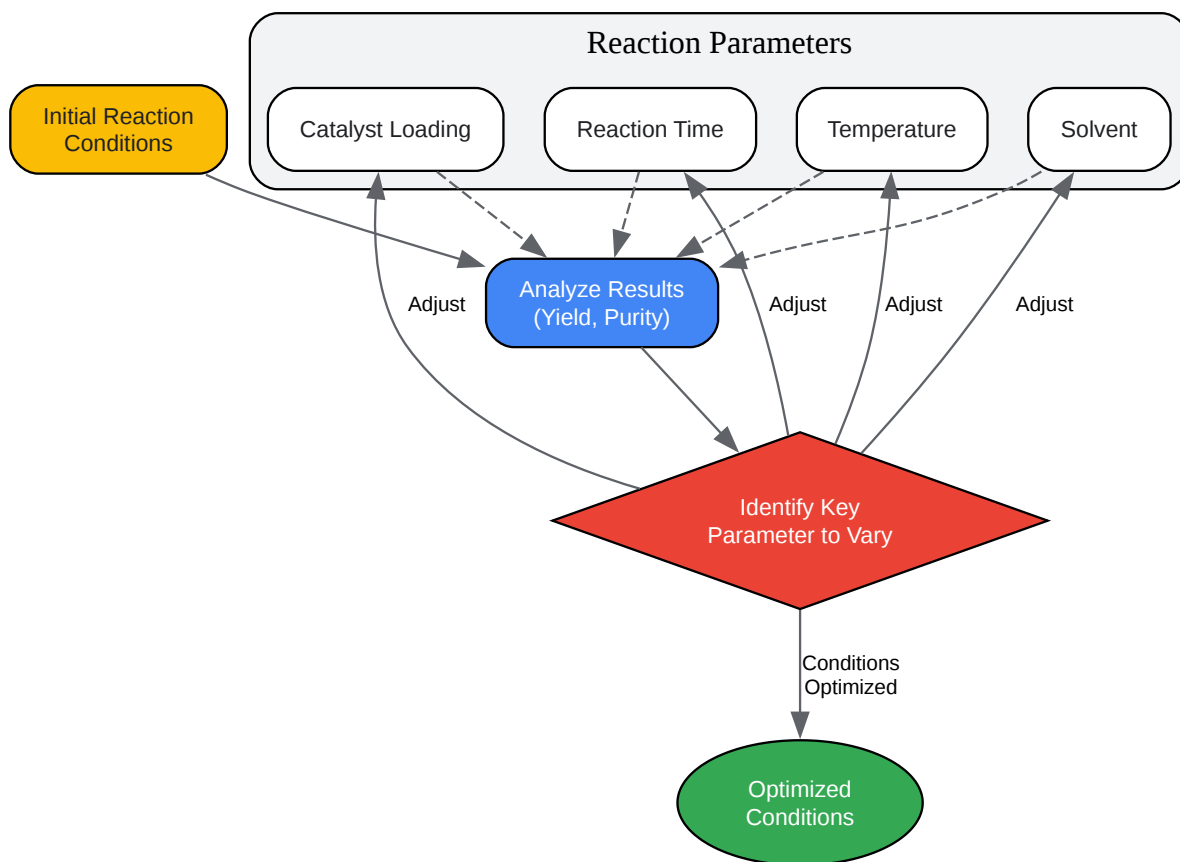 Reaction Parameters
Initial Reaction
Conditions
Catalyst Loading
Reaction Time
Temperature
Solvent
Analyze Results
(Yield, Purity)
Adjust
Adjust
Adjust
Adjust
Identify Key
Parameter to Vary
Conditions
Optimized
Optimized
Conditions